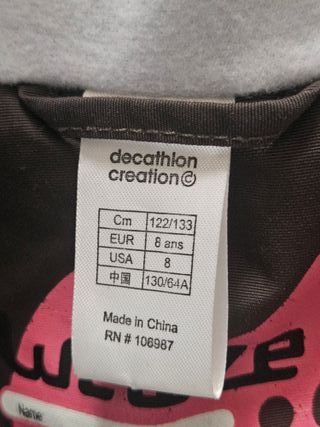 decathlon
creation©
Cm 122/133
EUR 8 ans
USA 8
中国 130/64A
Made in China
RN # 106987
Name